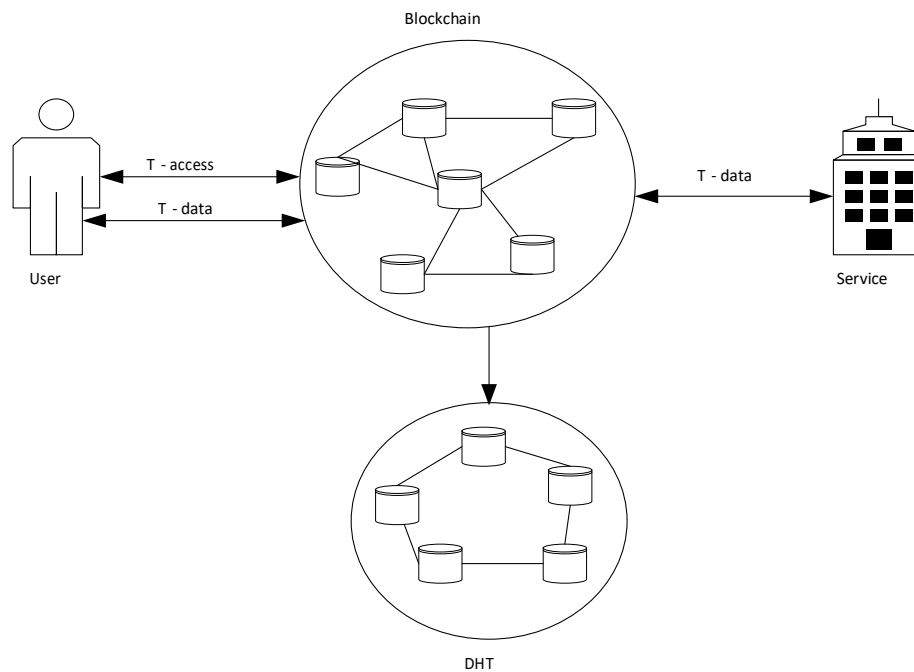 Blockchain
T - access
T - data
T - data
User
Service
DHT